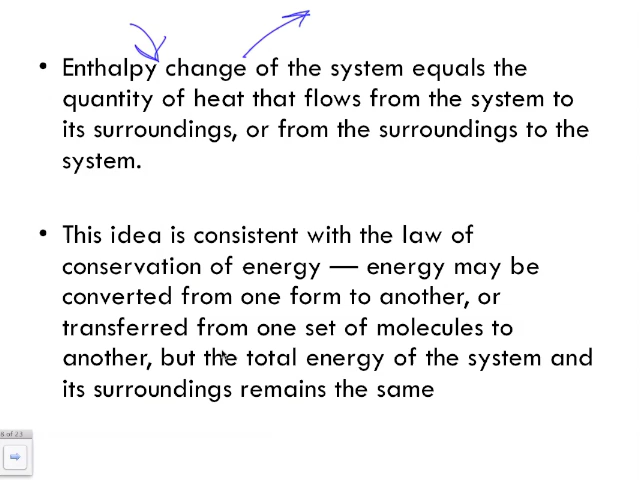 • Enthalpy change of the system equals the
quantity of heat that flows from the system to
its surroundings, or from the surroundings to the
system.
• This idea is consistent with the law of
conservation of energy — energy may be
converted from one form to another, or
transferred from one set of molecules to
another, but the total energy of the system and
its surroundings remains the same
8 of 23